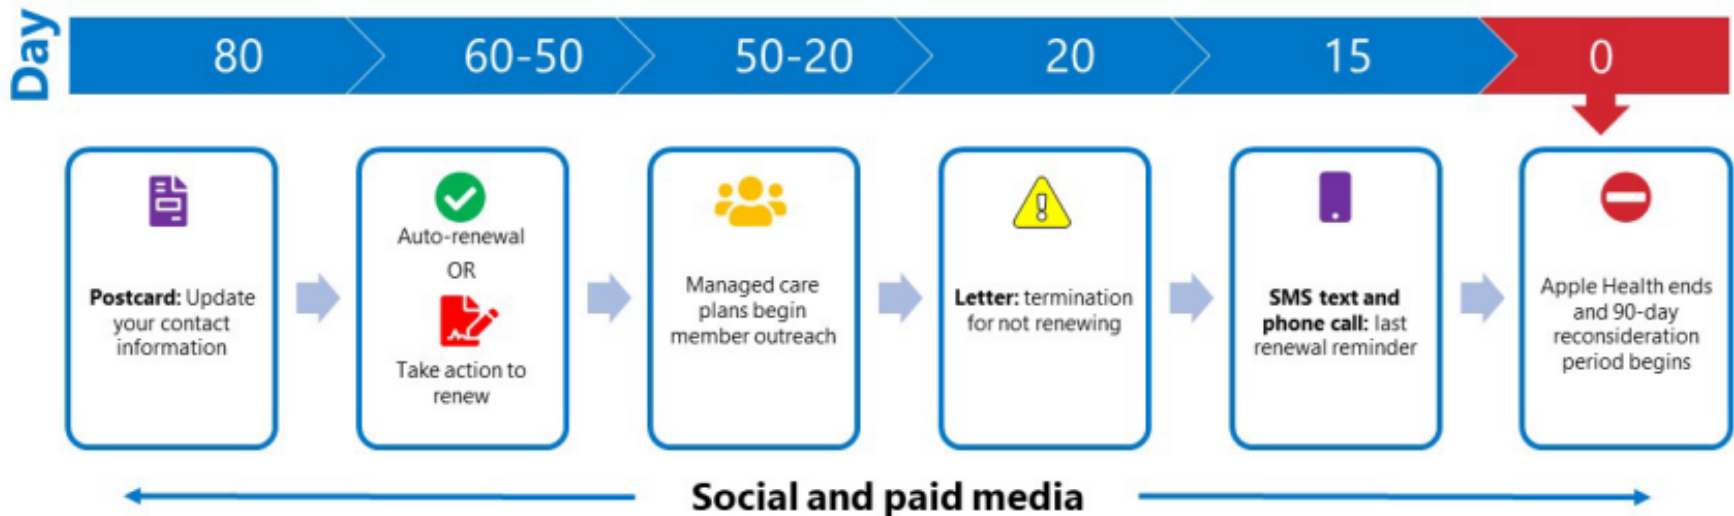 Day
80
60-50
50-20
20
15
0
Postcard: Update
your contact
information
Auto-renewal
OR
Take action to
renew
Managed care
plans begin
member outreach
Letter: termination
for not renewing
SMS text and
phone call: last
renewal reminder
Apple Health ends
and 90-day
reconsideration
period begins
Social and paid media